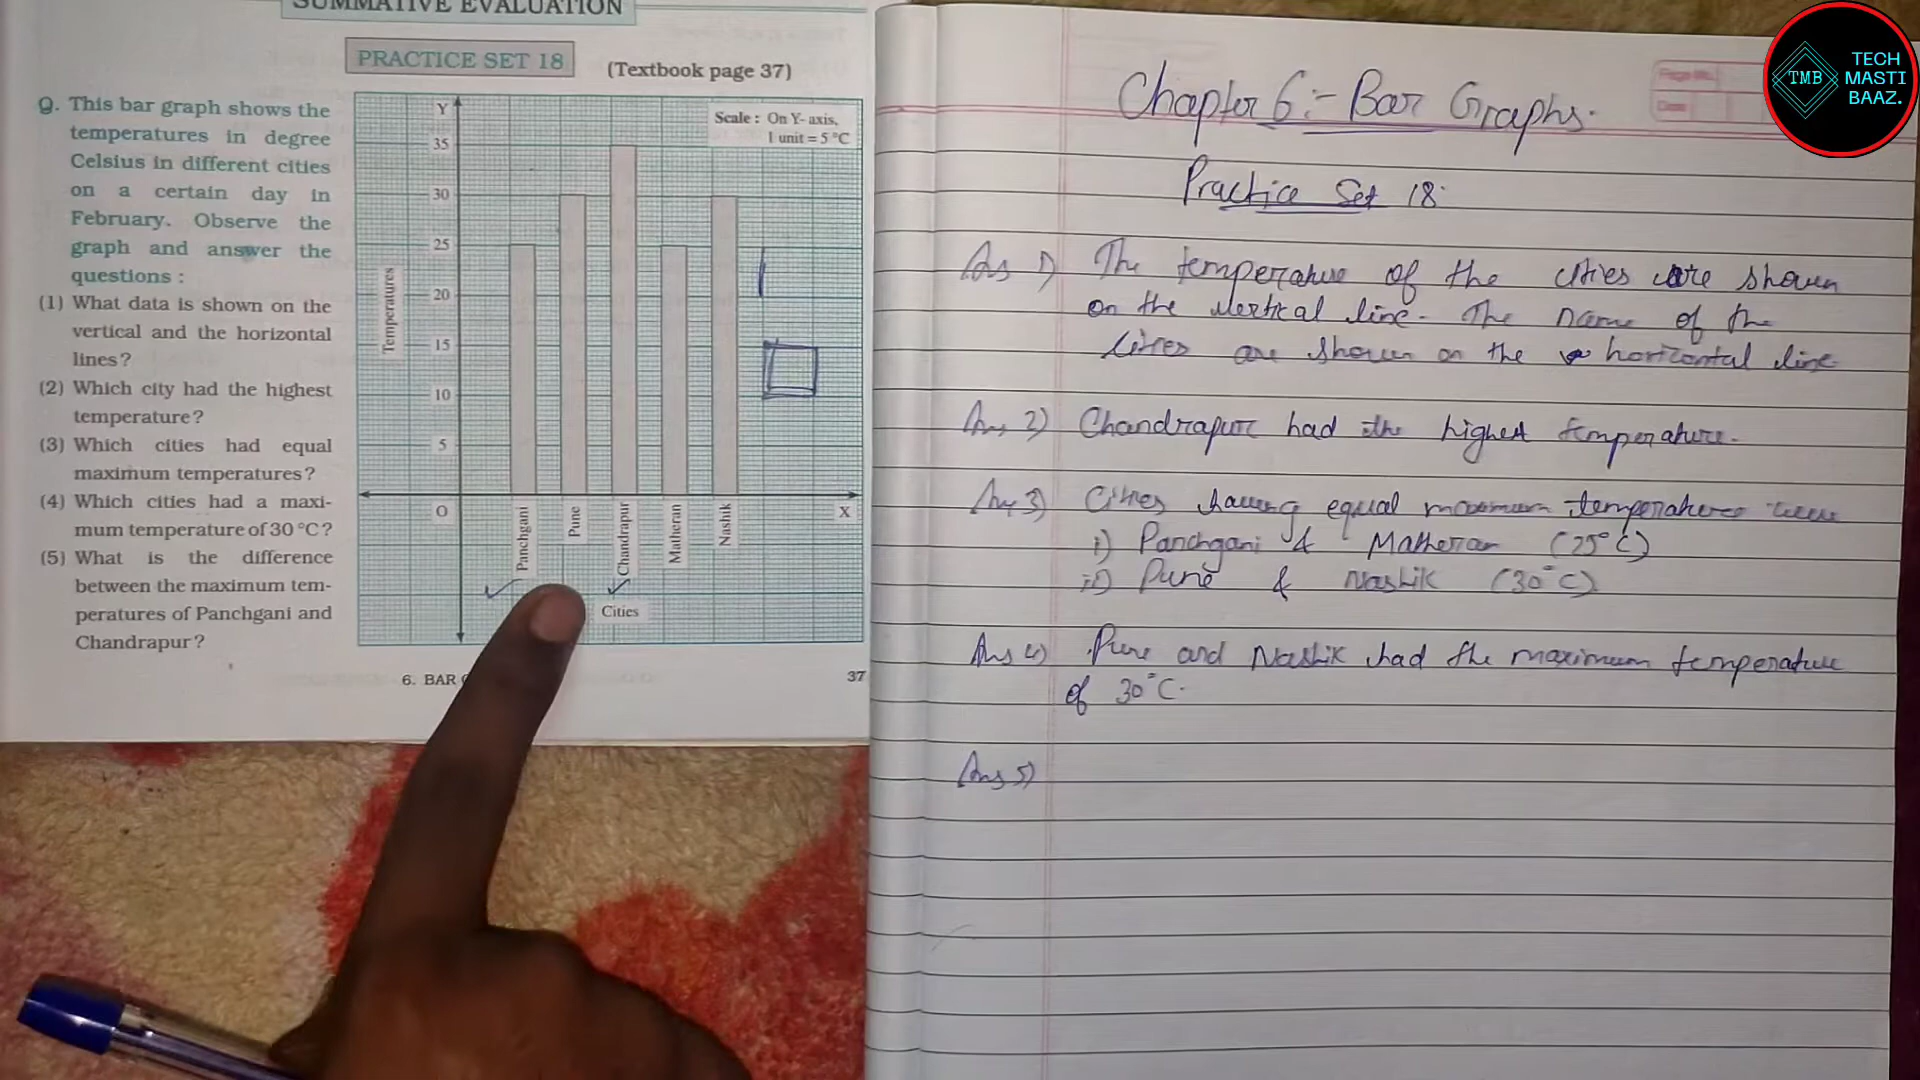 SUMMATIVE EVALUATION
PRACTICE SET 18
(Textbook page 37)
Q. This bar graph shows the
temperatures in degree
Celsius in different cities
on a certain day in
February. Observe the
graph and answer the
questions :
(1) What data is shown on the
vertical and the horizontal
lines?
(2) Which city had the highest
temperature?
(3) Which cities had equal
maximum temperatures?
(4) Which cities had a maxi-
mum temperature of 30 °C?
(5) What is the difference
between the maximum tem-
peratures of Panchgani and
Chandrapur?
Y
Scale : On Y- axis,
1 unit = 5 °C
35
30
25
20
15
10
5
O
X
Temperatures
Panchgani
Pune
Chandrapur
Matheran
Nashik
Cities
6. BAR
37
Chapter 6:- Bar Graphs.
Practice Set 18.
Ans 1) The temperature of the cities are shown
on the vertical line. The name of the
cities are shown on the horizontal line
Ans 2) Chandrapur had the highest temperature.
Ans 3) Cities having equal maximum temperatures were
i) Panchgani & Matheran (25°C)
ii) Pune & Nashik (30°C)
Ans 4) Pune and Nashik had the maximum temperature
of 30°C.
Ans 5)
TMB
TECH
MASTI
BAAZ.